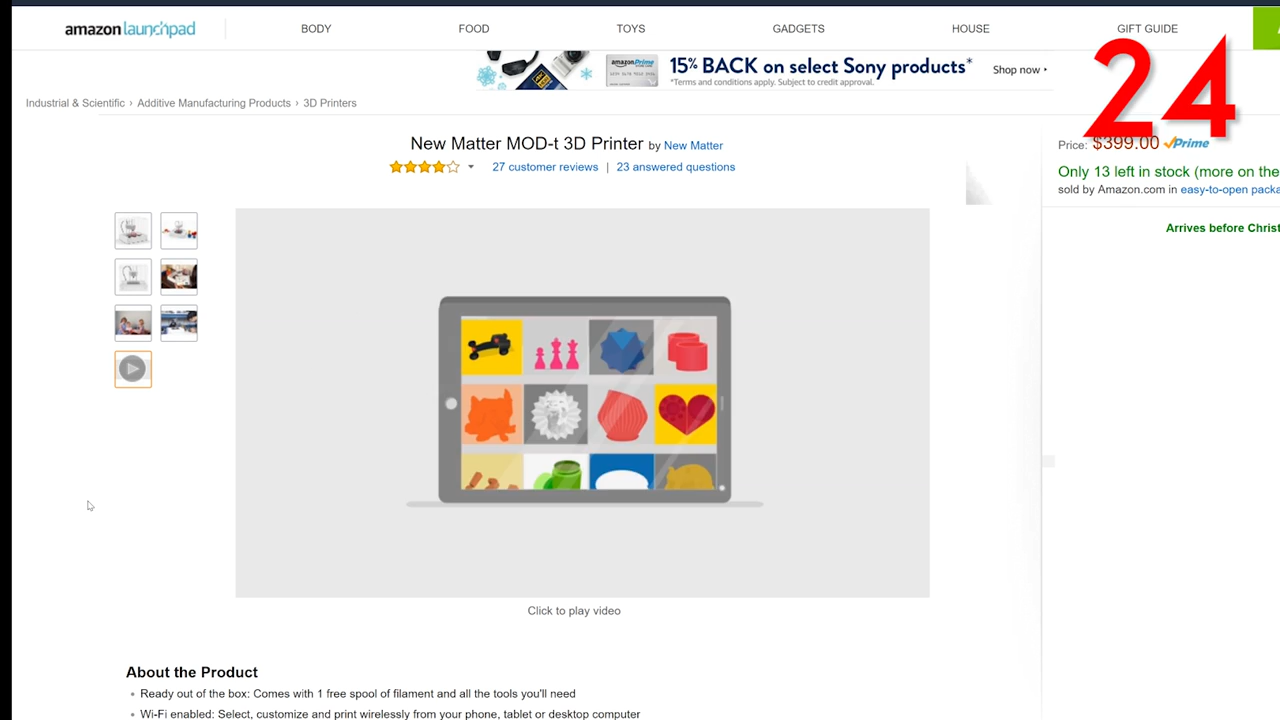 amazon launchpad
BODY
FOOD
TOYS
GADGETS
HOUSE
GIFT GUIDE
24
amazonPrime
15% BACK on select Sony products*
*Terms and conditions apply. Subject to credit approval.
Shop now
Industrial & Scientific › Additive Manufacturing Products › 3D Printers
New Matter MOD-t 3D Printer by New Matter
27 customer reviews | 23 answered questions
Price: $399.00 Prime
Only 13 left in stock (more on the
sold by Amazon.com in easy-to-open
Arrives before
Click to play video
About the Product
• Ready out of the box: Comes with 1 free spool of filament and all the tools you'll need
• Wi-Fi enabled: Select, customize and print wirelessly from your phone, tablet or desktop computer